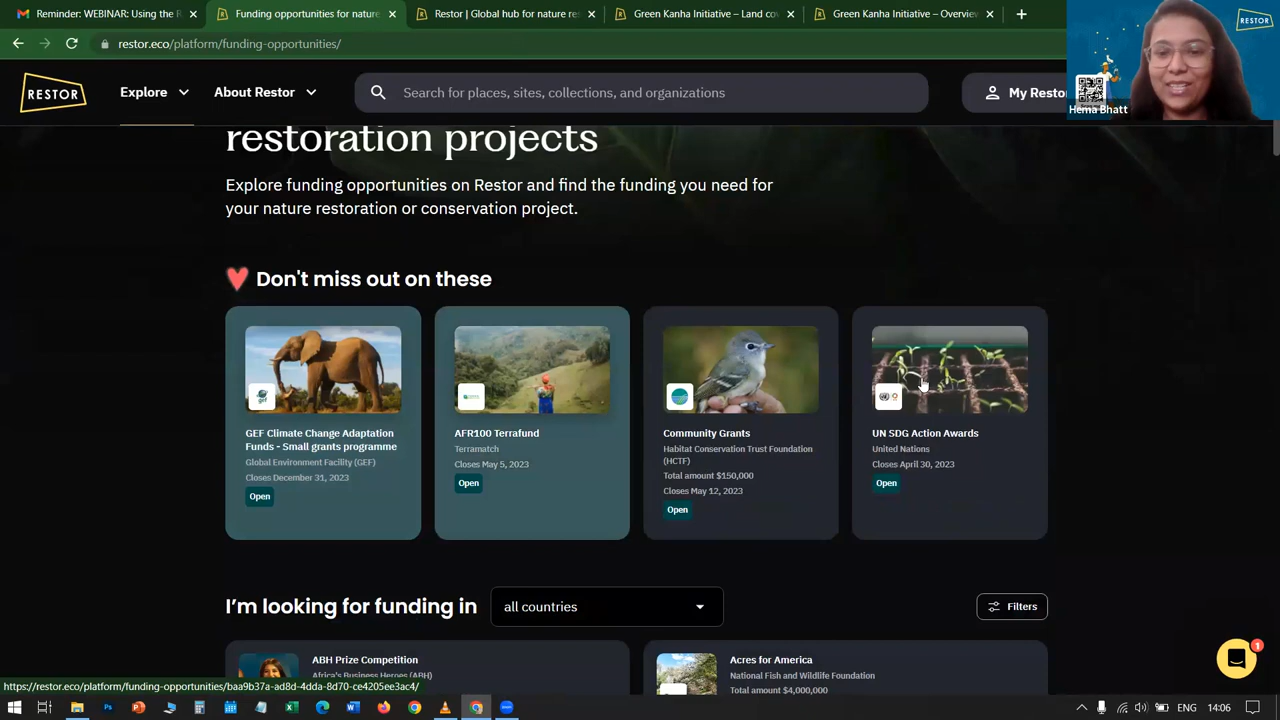 Reminder: WEBINAR: Using the R
Funding opportunities for nature
Restor | Global hub for nature res
Green Kanha Initiative – Land co
Green Kanha Initiative – Overview
restor.eco/platform/funding-opportunities/
RESTOR
Hema Bhatt
RESTOR
Explore
About Restor
Search for places, sites, collections, and organizations
My Resto
restoration projects
Explore funding opportunities on Restor and find the funding you need for
your nature restoration or conservation project.
Don't miss out on these
gef
GEF Climate Change Adaptation
Funds - Small grants programme
Global Environment Facility (GEF)
Closes December 31, 2023
Open
AFR100 Terrafund
Terramatch
Closes May 5, 2023
Open
Community Grants
Habitat Conservation Trust Foundation
(HCTF)
Total amount $150,000
Closes May 12, 2023
Open
UN SDG Action Awards
United Nations
Closes April 30, 2023
Open
I'm looking for funding in
all countries
Filters
ABH Prize Competition
Africa's Business Heroes (ABH)
Acres for America
National Fish and Wildlife Foundation
Total amount $4,000,000
1
https://restor.eco/platform/funding-opportunities/baa9b37a-ad8d-4dda-8d70-ce4205ee3ac4/
Ps
ENG
14:06